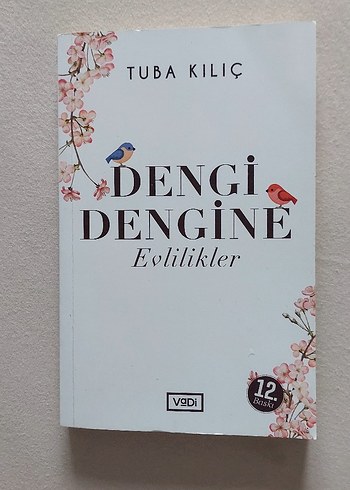 TUBA KILIÇ
DENGİ
DENGİNE
Evlilikler
12.
Baskı
VaDi